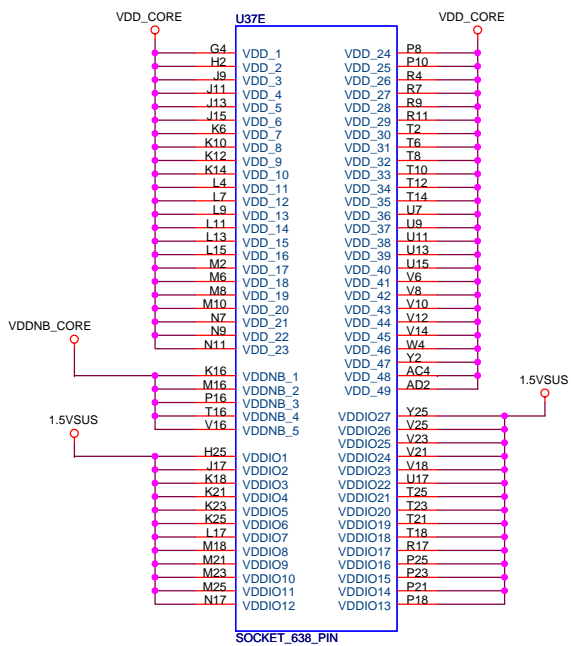 VDD_CORE U37E VDD_CORE
G4 VDD_1 VDD_24 P8
H2 VDD_2 VDD_25 P10
J9 VDD_3 VDD_26 R4
J11 VDD_4 VDD_27 R7
J13 VDD_5 VDD_28 R9
J15 VDD_6 VDD_29 R11
K6 VDD_7 VDD_30 T2
K10 VDD_8 VDD_31 T6
K12 VDD_9 VDD_32 T8
K14 VDD_10 VDD_33 T10
L4 VDD_11 VDD_34 T12
L7 VDD_12 VDD_35 T14
L9 VDD_13 VDD_36 U7
L11 VDD_14 VDD_37 U9
L13 VDD_15 VDD_38 U11
L15 VDD_16 VDD_39 U13
M2 VDD_17 VDD_40 U15
M6 VDD_18 VDD_41 V6
M8 VDD_19 VDD_42 V8
M10 VDD_20 VDD_43 V10
N7 VDD_21 VDD_44 V12
N9 VDD_22 VDD_45 V14
N11 VDD_23 VDD_46 W4
VDDNB_CORE
VDD_47 Y2
K16 VDDNB_1 VDD_48 AC4
M16 VDDNB_2 VDD_49 AD2
P16 VDDNB_3
1.5VSUS
T16 VDDNB_4 VDDIO27 Y25
V16 VDDNB_5 VDDIO26 V25
1.5VSUS
VDDIO25 V23
H25 VDDIO1 VDDIO24 V21
J17 VDDIO2 VDDIO23 V18
K18 VDDIO3 VDDIO22 U17
K21 VDDIO4 VDDIO21 T25
K23 VDDIO5 VDDIO20 T23
K25 VDDIO6 VDDIO19 T21
L17 VDDIO7 VDDIO18 T18
M18 VDDIO8 VDDIO17 R17
M21 VDDIO9 VDDIO16 P25
M23 VDDIO10 VDDIO15 P23
M25 VDDIO11 VDDIO14 P21
N17 VDDIO12 VDDIO13 P18
SOCKET_638_PIN